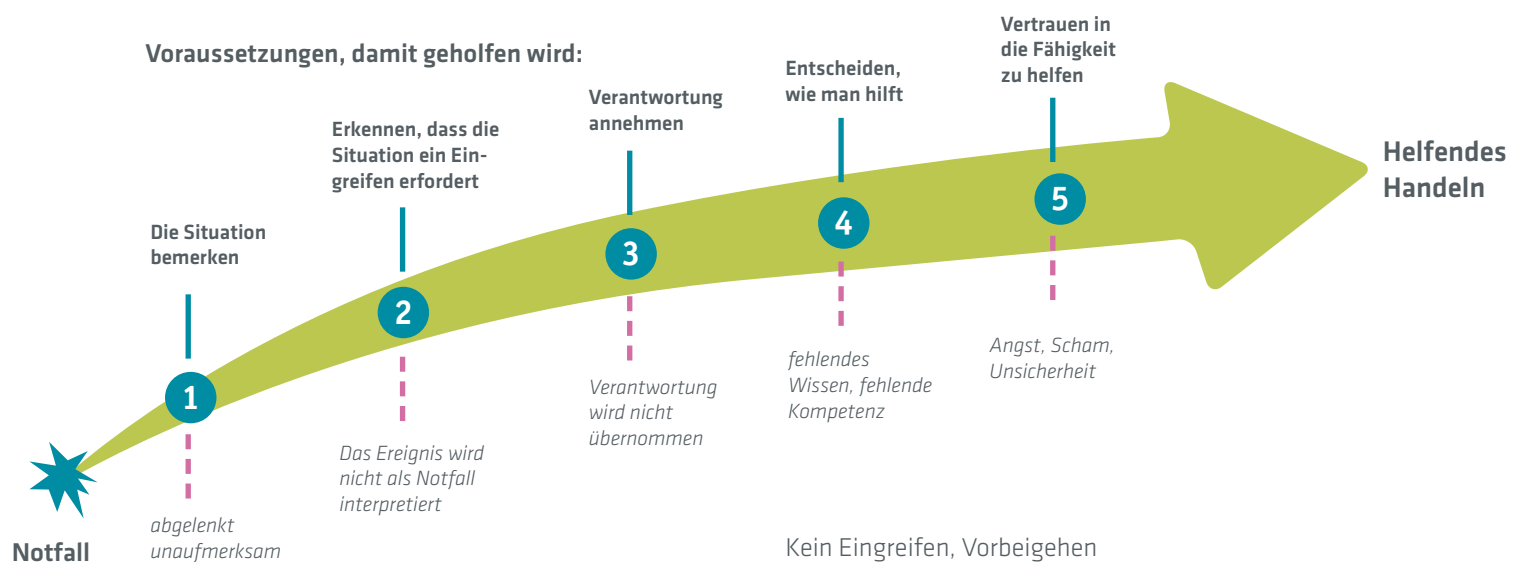 Voraussetzungen, damit geholfen wird:
Die Situation
bemerken
Erkennen, dass die
Situation ein Ein-
greifen erfordert
Verantwortung
annehmen
Entscheiden,
wie man hilft
Vertrauen in
die Fähigkeit
zu helfen
1
2
3
4
5
Helfendes
Handeln
Notfall
abgelenkt
unaufmerksam
Das Ereignis wird
nicht als Notfall
interpretiert
Verantwortung
wird nicht
übernommen
fehlendes
Wissen, fehlende
Kompetenz
Angst, Scham,
Unsicherheit
Kein Eingreifen, Vorbeigehen